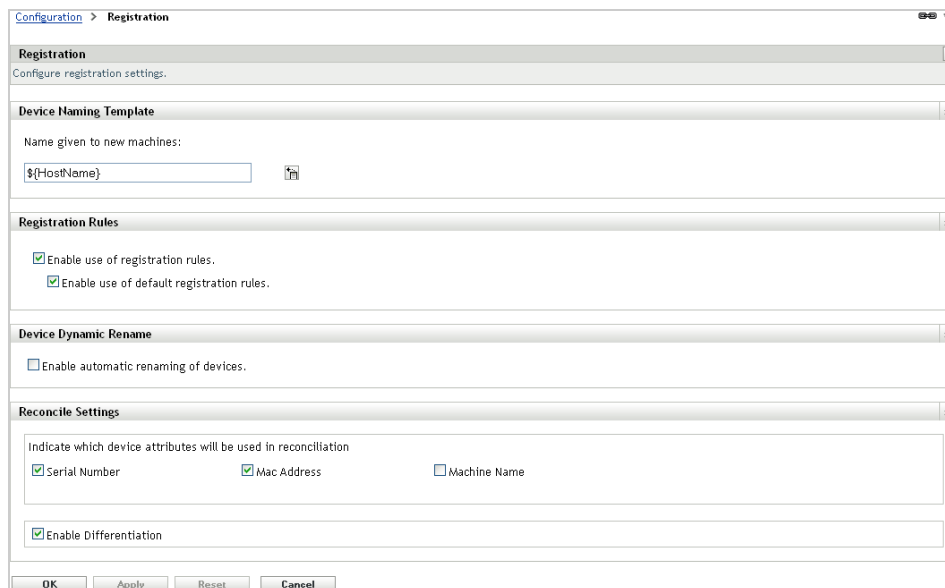 Configuration > Registration
Registration
Configure registration settings.
Device Naming Template
Name given to new machines:
${HostName}
Registration Rules
Enable use of registration rules.
Enable use of default registration rules.
Device Dynamic Rename
Enable automatic renaming of devices.
Reconcile Settings
Indicate which device attributes will be used in reconciliation
Serial Number Mac Address Machine Name
Enable Differentiation
OK Apply Reset Cancel